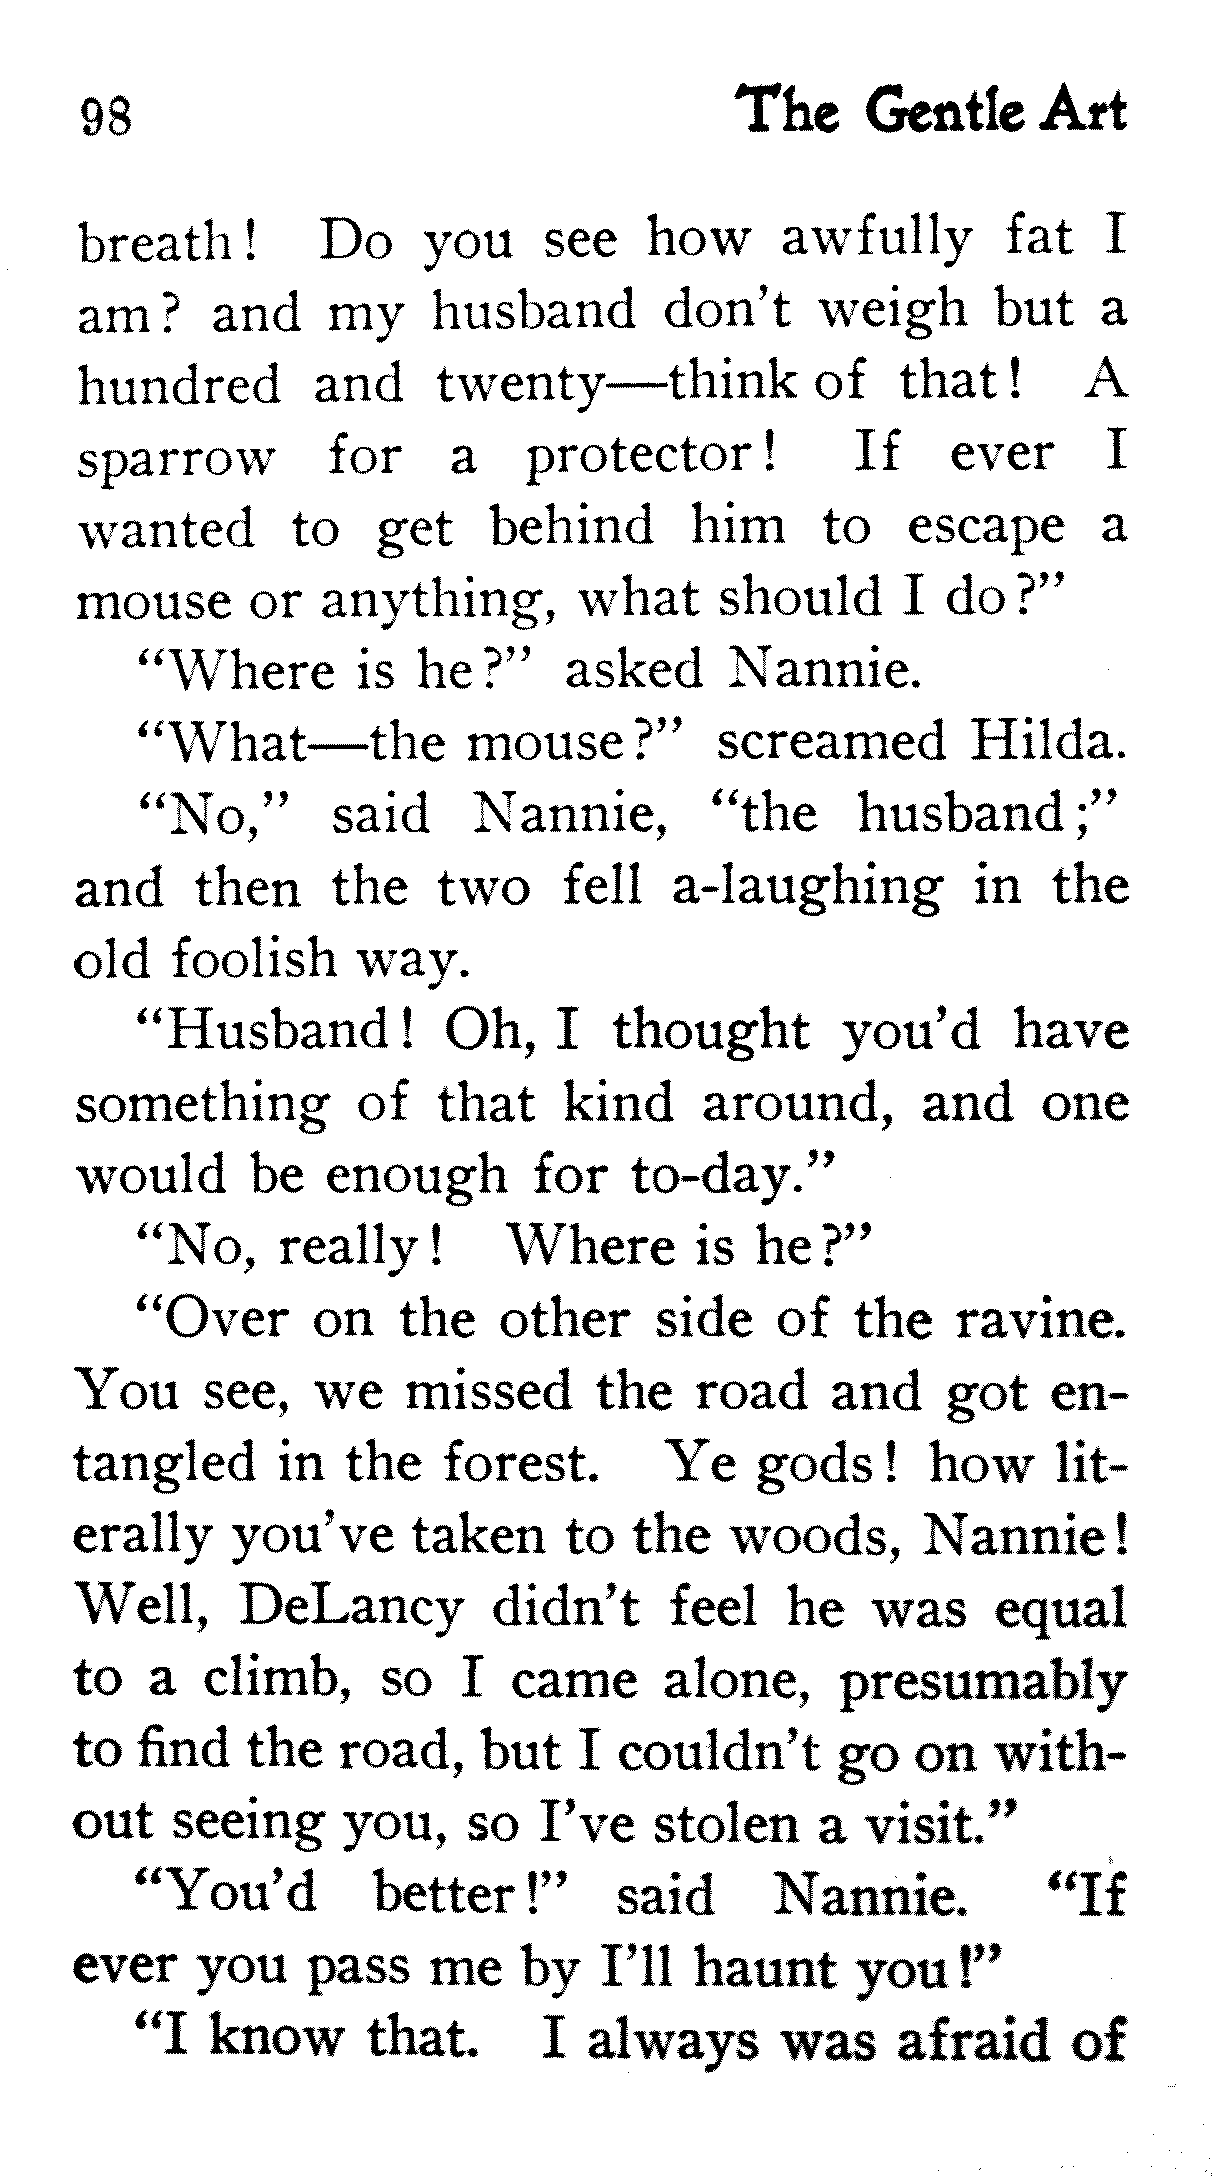 98 The Gentle Art
breath! Do you see how awfully fat I
am? and my husband don't weigh but a
hundred and twenty—think of that! A
sparrow for a protector! If ever I
wanted to get behind him to escape a
mouse or anything, what should I do?"
"Where is he?" asked Nannie.
"What—the mouse?" screamed Hilda.
"No," said Nannie, "the husband;"
and then the two fell a-laughing in the
old foolish way.
"Husband! Oh, I thought you'd have
something of that kind around, and one
would be enough for to-day."
"No, really! Where is he?"
"Over on the other side of the ravine.
You see, we missed the road and got en-
tangled in the forest. Ye gods! how lit-
erally you've taken to the woods, Nannie!
Well, DeLancy didn't feel he was equal
to a climb, so I came alone, presumably
to find the road, but I couldn't go on with-
out seeing you, so I've stolen a visit."
"You'd better!" said Nannie. "If
ever you pass me by I'll haunt you!"
"I know that. I always was afraid of